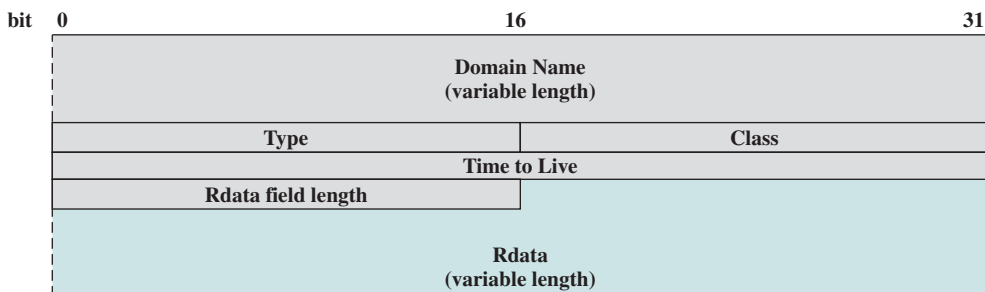 bit 0 16 31
Domain Name
(variable length)
Type Class
Time to Live
Rdata field length
Rdata
(variable length)